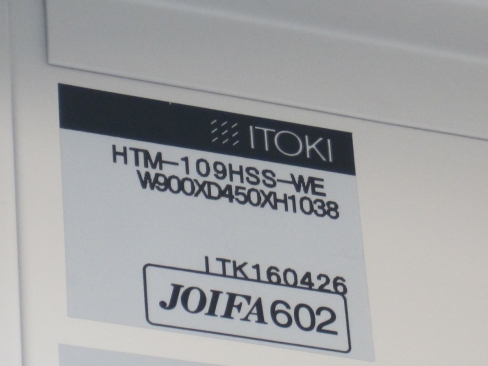 ITOKI
HTM-109HSS-WE
W900XD450XH1038
ITK160426
JOIFA602